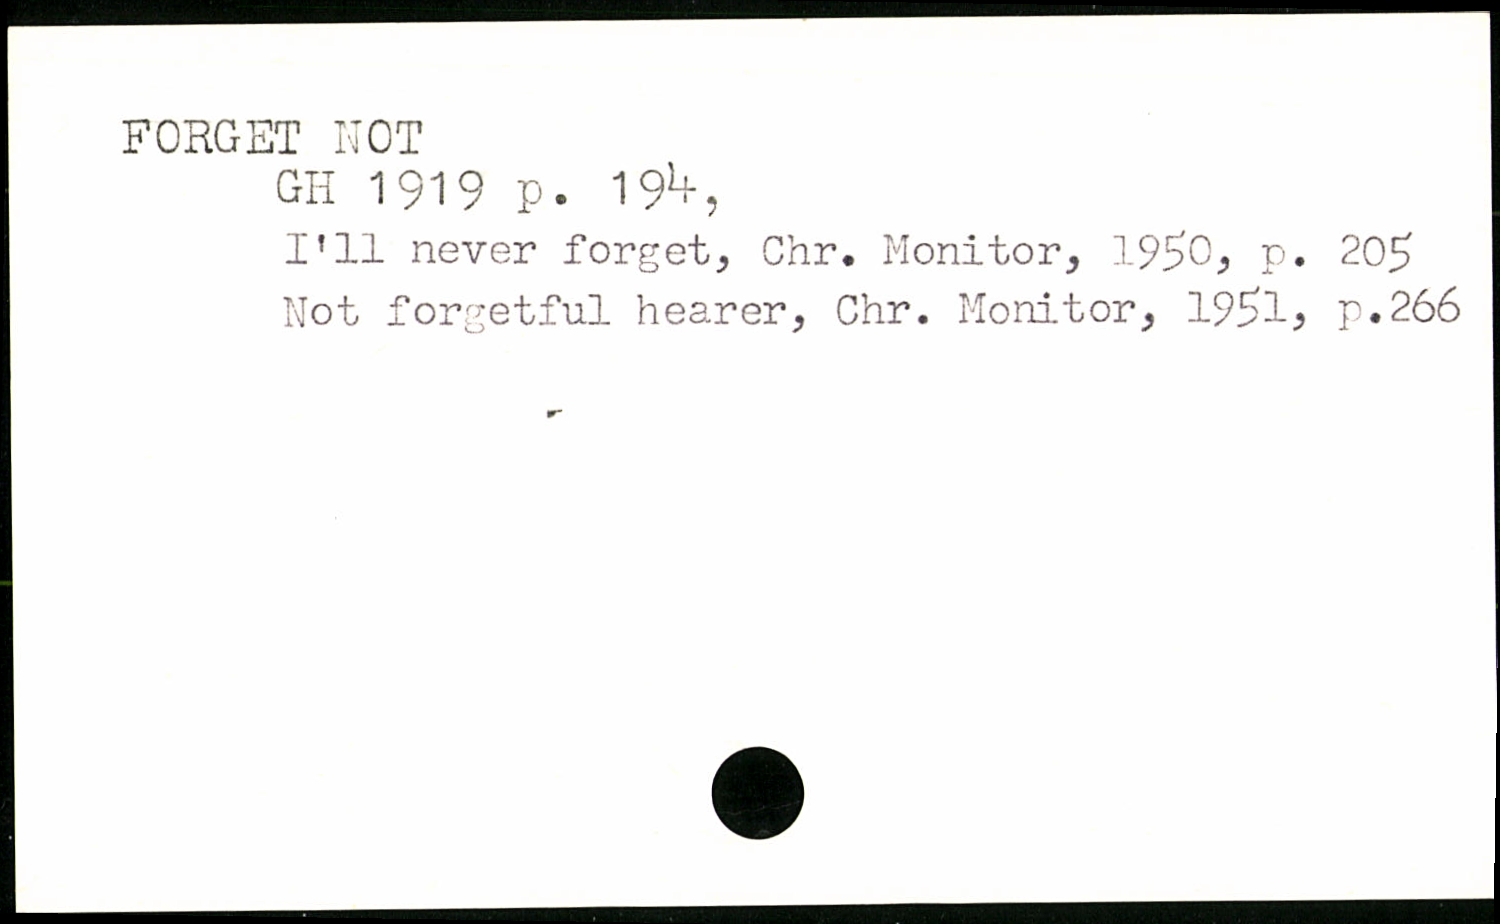 FORGET NOT
GH 1919 p. 194,
I'll never forget, Chr. Monitor, 1950, p. 205
Not forgetful hearer, Chr. Monitor, 1951, p.266